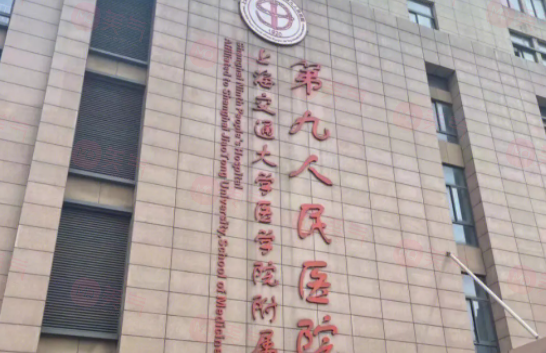 第九人民医院
上海交通大学医学院附属
Shanghai Ninth People's Hospital
Affiliated to Shanghai JiaoTong University, School of Medicine